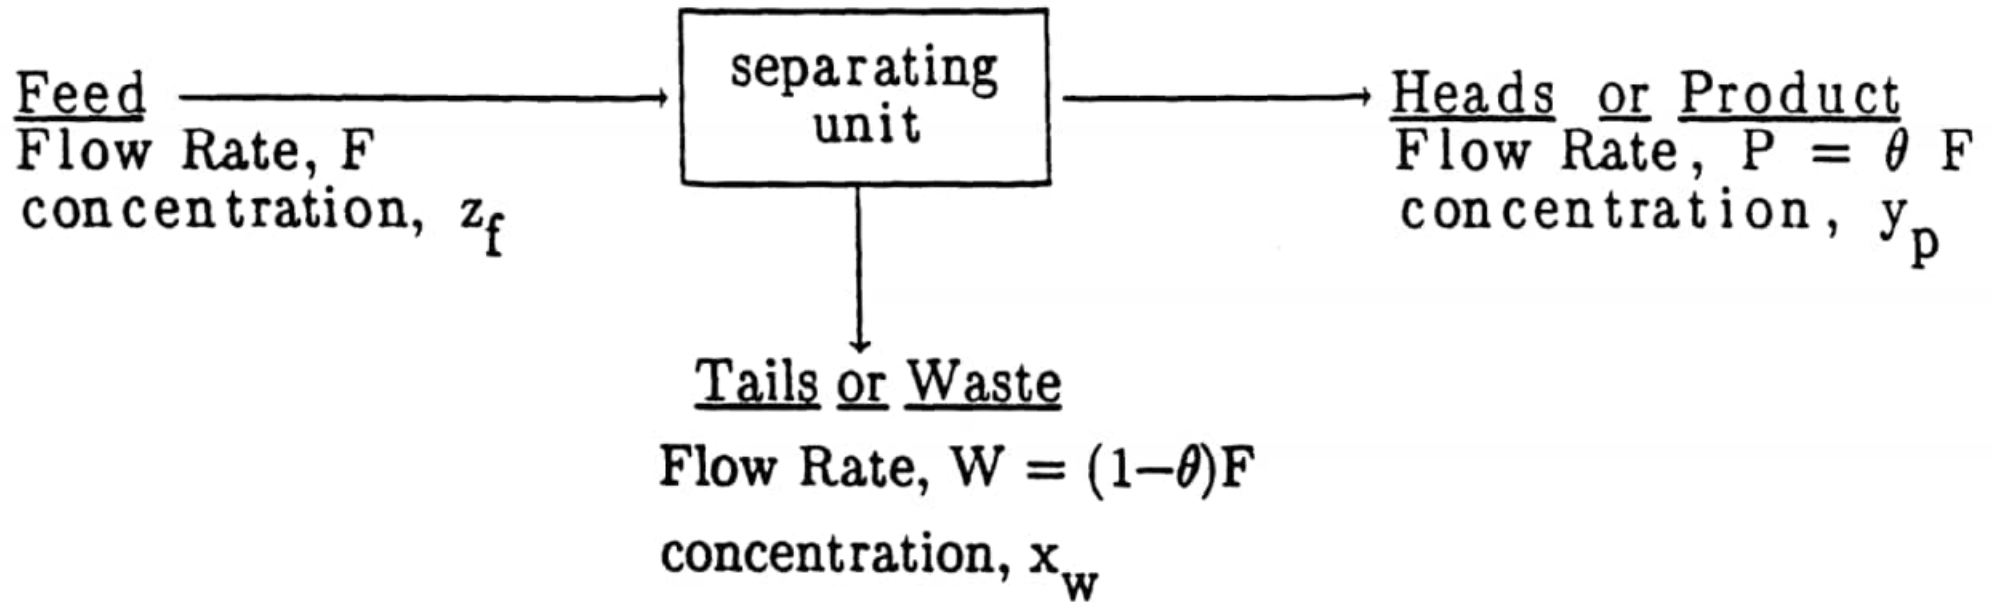 separating
unit
Feed
Flow Rate, F
concentration, z_f
Heads or Product
Flow Rate, P = θ F
concentration, y_p
Tails or Waste
Flow Rate, W = (1−θ)F
concentration, x_w